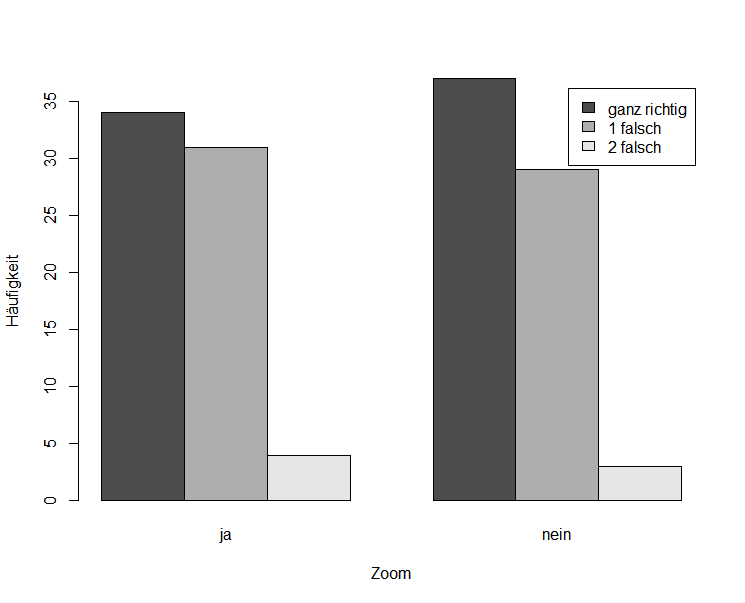 35
30
25
20
15
10
5
0
Häufigkeit
ganz richtig
1 falsch
2 falsch
ja
nein
Zoom